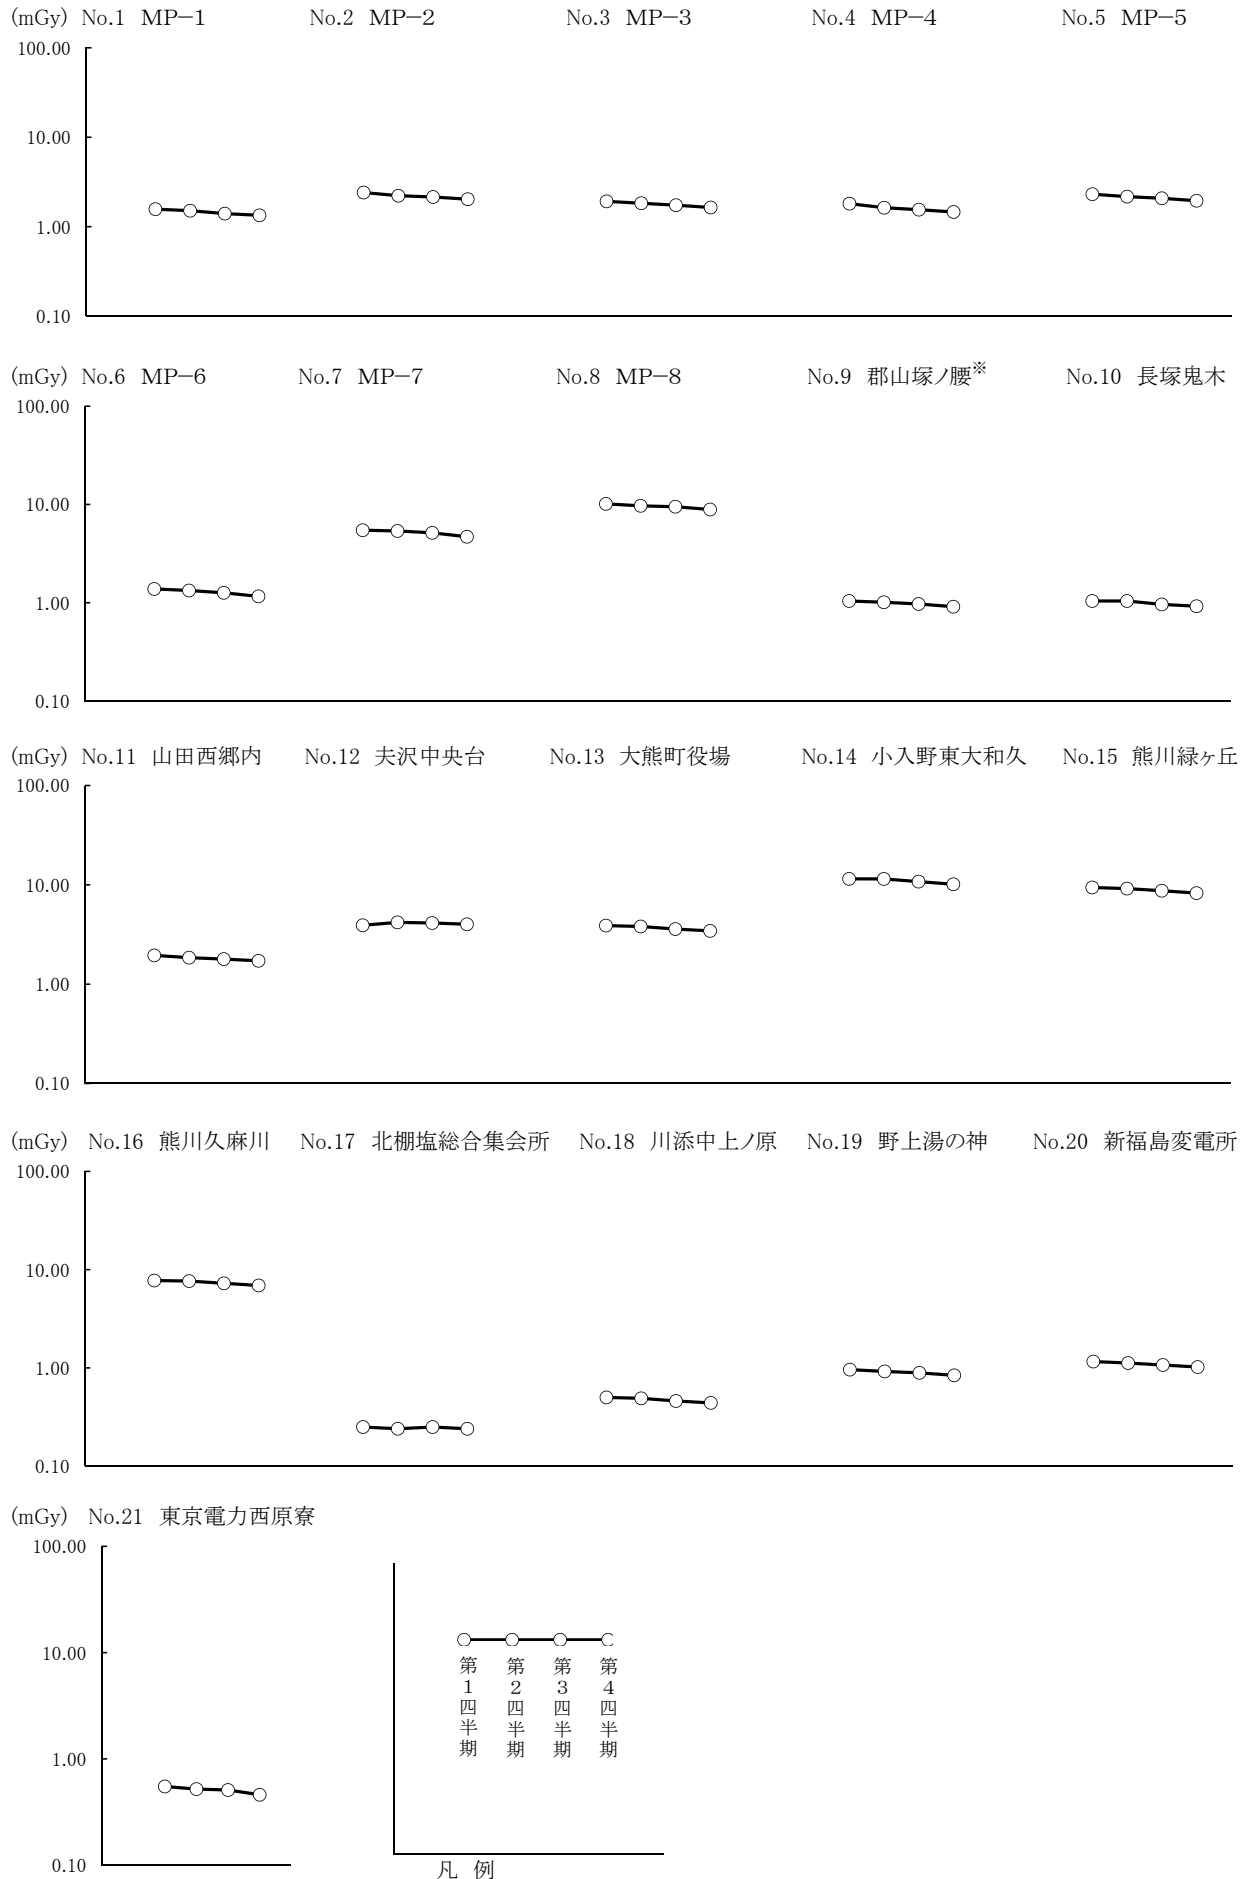 (mGy) No.1 MP−1 No.2 MP−2 No.3 MP−3 No.4 MP−4 No.5 MP−5
100.00
10.00
1.00
0.10
(mGy) No.6 MP−6 No.7 MP−7 No.8 MP−8 No.9 郡山塚ノ腰※ No.10 長塚鬼木
100.00
10.00
1.00
0.10
(mGy) No.11 山田西郷内 No.12 夫沢中央台 No.13 大熊町役場 No.14 小入野東大和久 No.15 熊川緑ヶ丘
100.00
10.00
1.00
0.10
(mGy) No.16 熊川久麻川 No.17 北棚塩総合集会所 No.18 川添中上ノ原 No.19 野上湯の神 No.20 新福島変電所
100.00
10.00
1.00
0.10
(mGy) No.21 東京電力西原寮
100.00
10.00
1.00
0.10
第1四半期
第2四半期
第3四半期
第4四半期
凡 例